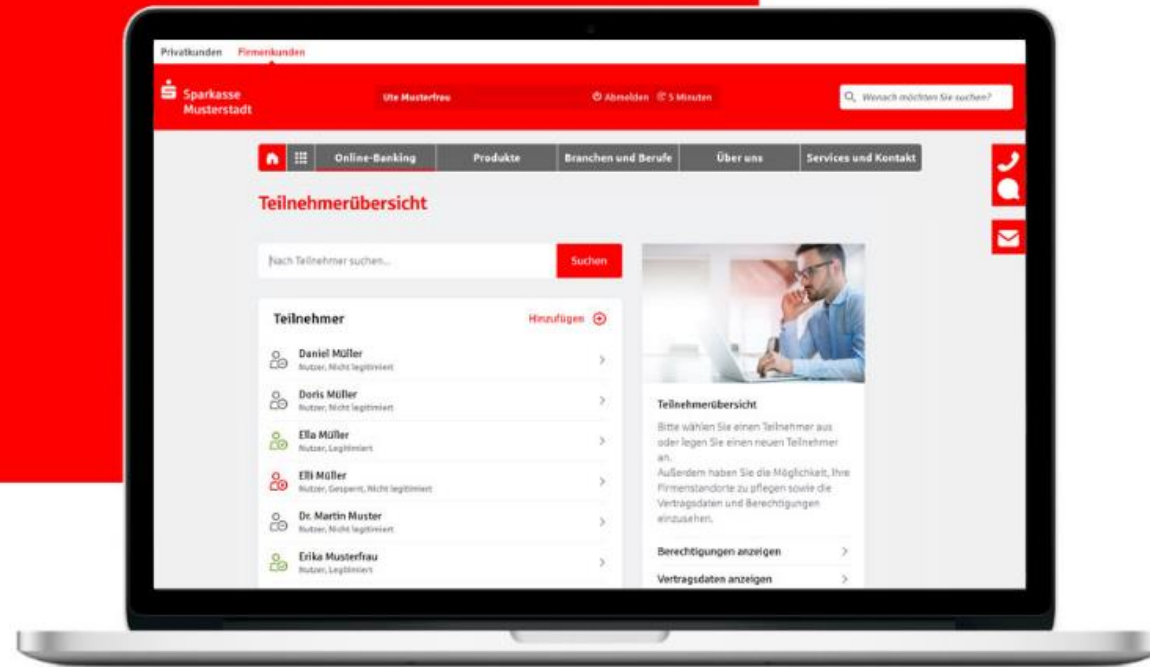 Privatkunden Firmenkunden
Sparkasse
Musterstadt
Ute Musterfrau
Abmelden 5 Minuten
Wonach möchten Sie suchen?
Online-Banking Produkte Branchen und Berufe Über uns Services und Kontakt
Teilnehmerübersicht
Nach Teilnehmer suchen... Suchen
Teilnehmer Hinzufügen
Daniel Müller
Nutzer, Nicht legitimiert
Doris Müller
Nutzer, Nicht legitimiert
Ella Müller
Nutzer, Legitimiert
Elli Müller
Nutzer, Gesperrt, Nicht legitimiert
Dr. Martin Muster
Nutzer, Nicht legitimiert
Erika Musterfrau
Nutzer, Legitimiert
Teilnehmerübersicht
Bitte wählen Sie einen Teilnehmer aus
oder legen Sie einen neuen Teilnehmer
an.
Außerdem haben Sie die Möglichkeit, Ihre
Firmenstandorte zu pflegen sowie die
Vertragsdaten und Berechtigungen
einzusehen.
Berechtigungen anzeigen
Vertragsdaten anzeigen